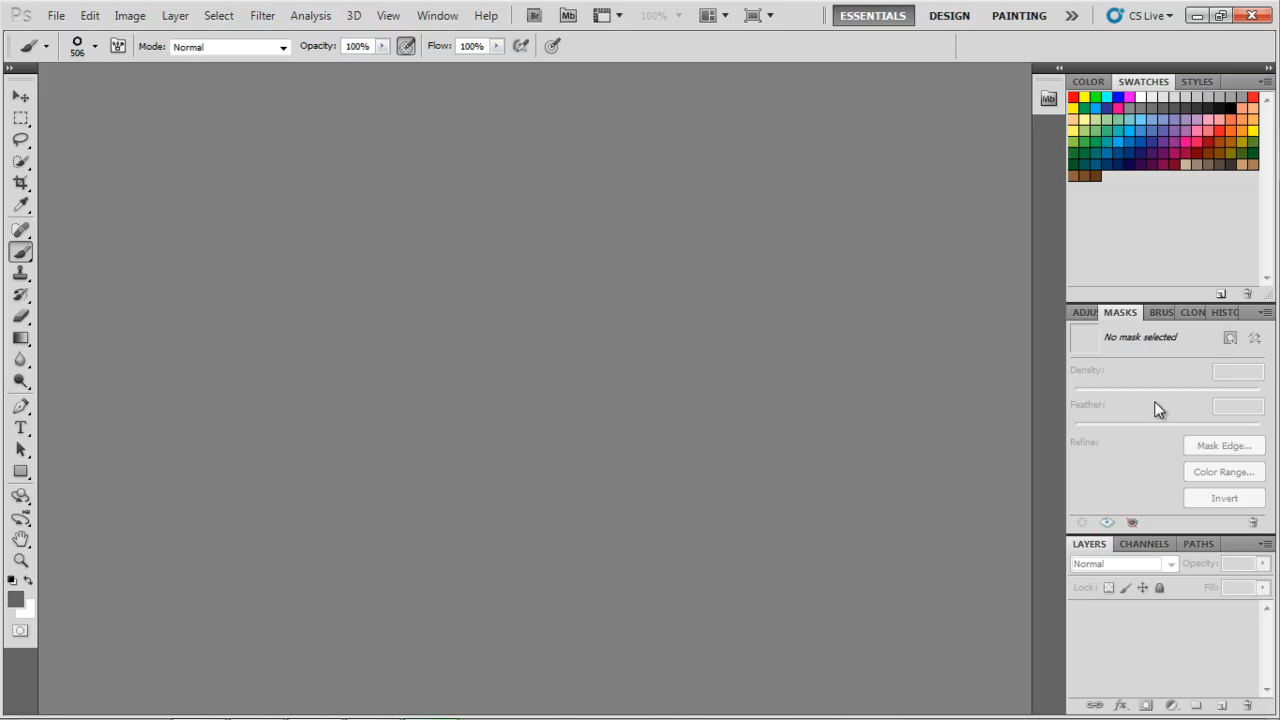 Ps File Edit Image Layer Select Filter Analysis 3D View Window Help Br Mb 100% ESSENTIALS DESIGN PAINTING CS Live
506 Mode: Normal Opacity: 100% Flow: 100%
COLOR SWATCHES STYLES
Mb
ADJU MASKS BRUS CLON HISTO
No mask selected
Density:
Feather:
Refine: Mask Edge...
Color Range...
Invert
LAYERS CHANNELS PATHS
Normal Opacity:
Lock: Fill: